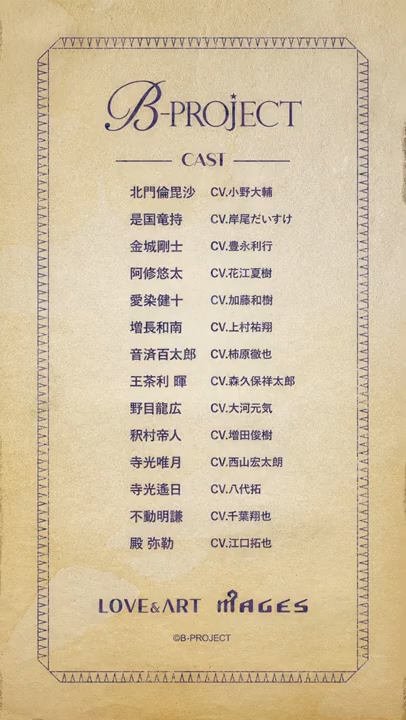 B-PROJECT
CAST
北門倫毘沙 CV.小野大輔
是国竜持 CV.岸尾だいすけ
金城剛士 CV.豊永利行
阿修悠太 CV.花江夏樹
愛染健十 CV.加藤和樹
増長和南 CV.上村祐翔
音済百太郎 CV.柿原徹也
王茶利 暉 CV.森久保祥太郎
野目龍広 CV.大河元気
釈村帝人 CV.増田俊樹
寺光唯月 CV.西山宏太朗
寺光遙日 CV.八代拓
不動明謙 CV.千葉翔也
殿 弥勒 CV.江口拓也
LOVE&ART MAGES
©B-PROJECT